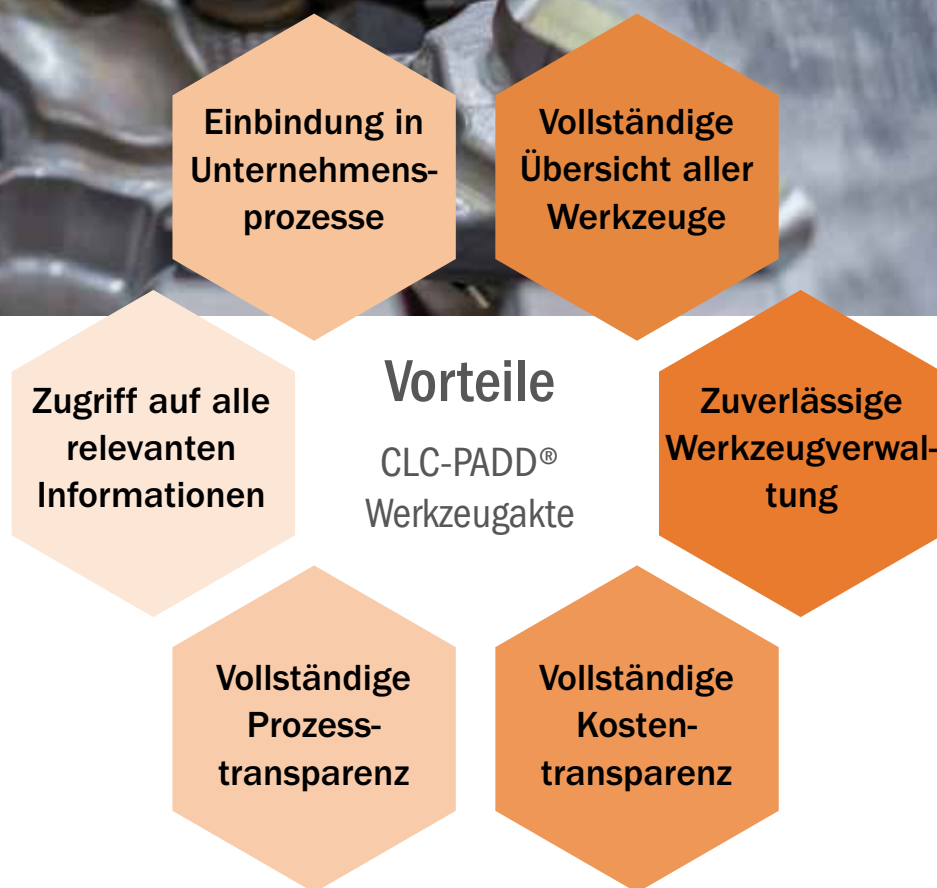 Einbindung in
Unternehmens-
prozesse
Vollständige
Übersicht aller
Werkzeuge
Zugriff auf alle
relevanten
Informationen
Vorteile
CLC-PADD®
Werkzeugakte
Zuverlässige
Werkzeugverwal-
tung
Vollständige
Prozess-
transparenz
Vollständige
Kosten-
transparenz